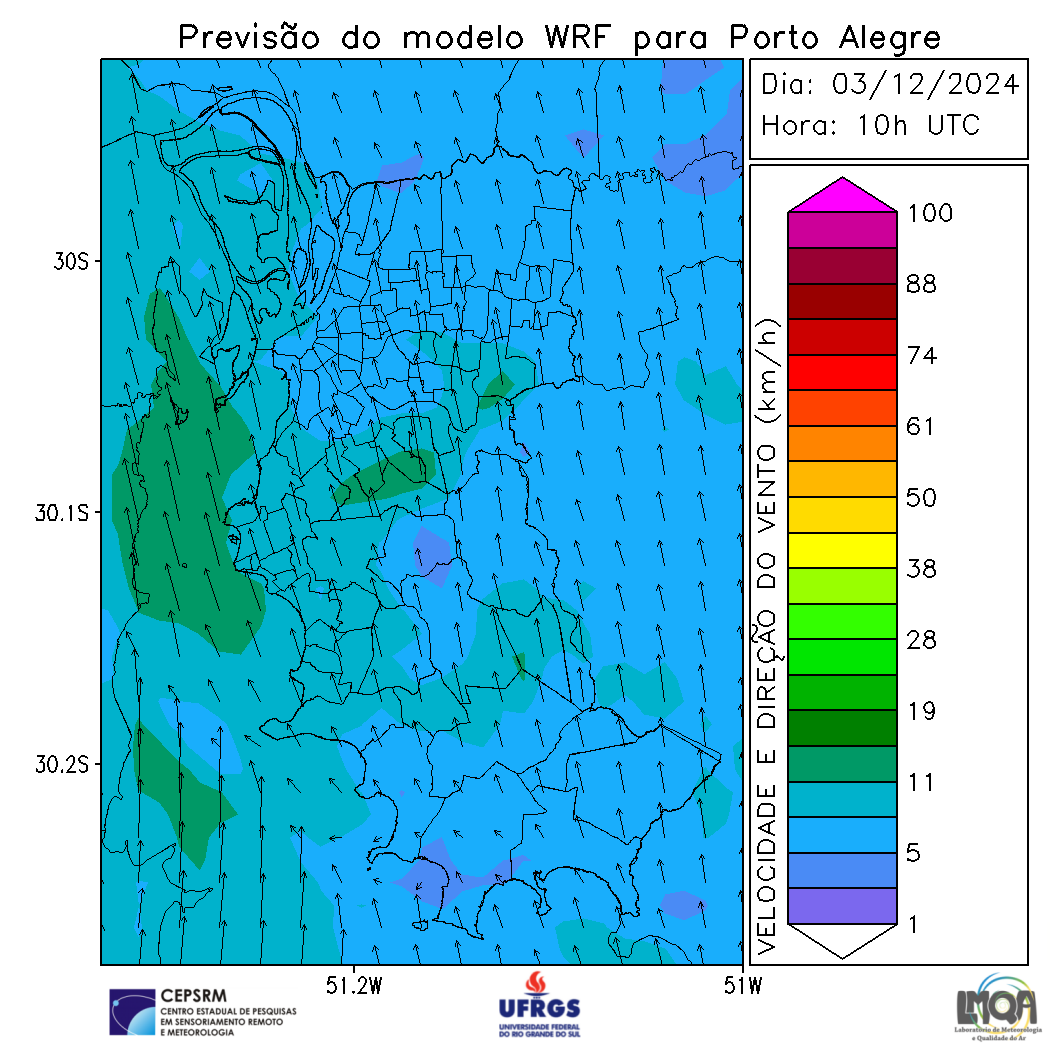 Previsão do modelo WRF para Porto Alegre
Dia: 03/12/2024
Hora: 10h UTC
30S
30.1S
30.2S
51.2W
51W
VELOCIDADE E DIREÇÃO DO VENTO (km/h)
100
88
74
61
50
38
28
19
11
5
1
CEPSRM
CENTRO ESTADUAL DE PESQUISAS
EM SENSORIAMENTO REMOTO
E METEOROLOGIA
UFRGS
UNIVERSIDADE FEDERAL
DO RIO GRANDE DO SUL
LMQA
Laboratório de Meteorologia
e Qualidade do Ar